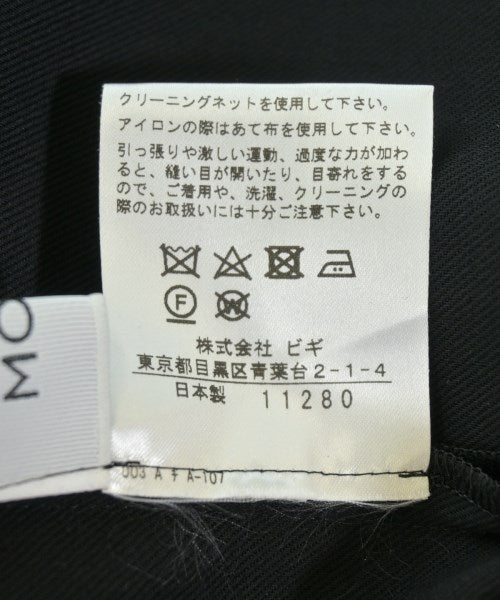 クリーニングネットを使用して下さい。
アイロンの際はあて布を使用して下さい。
引っ張りや激しい運動、過度な力が加わ
ると、縫い目が開いたり、目寄れをする
ので、ご着用や、洗濯、クリーニングの
際のお取扱いには十分ご注意下さい。
F W
株式会社 ビギ
東京都目黒区青葉台2-1-4
日本製 11280
003 A チ A-107
MO